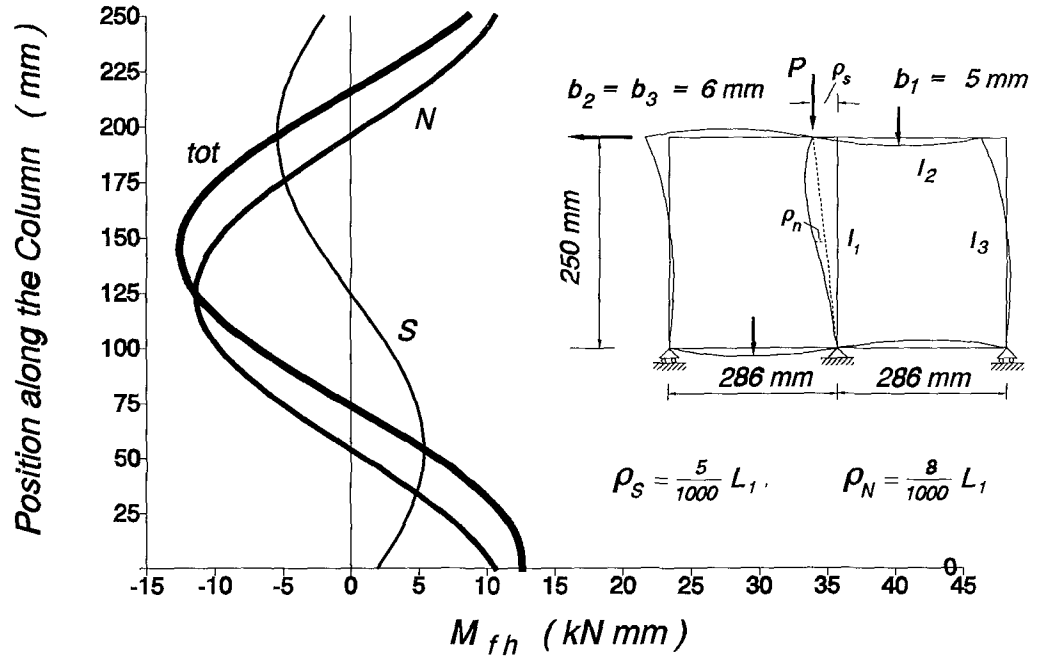 Position along the Column (mm)
250
225
200
175
150
125
100
75
50
25
-15 -10 -5 0 5 10 15 20 25 30 35 40 45
0
M fh (kN mm)
tot
N
S
P
ρs
b2 = b3 = 6 mm
b1 = 5 mm
I2
ρn
I1
I3
250 mm
286 mm 286 mm
ρS = 5/1000 L1, ρN = 8/1000 L1